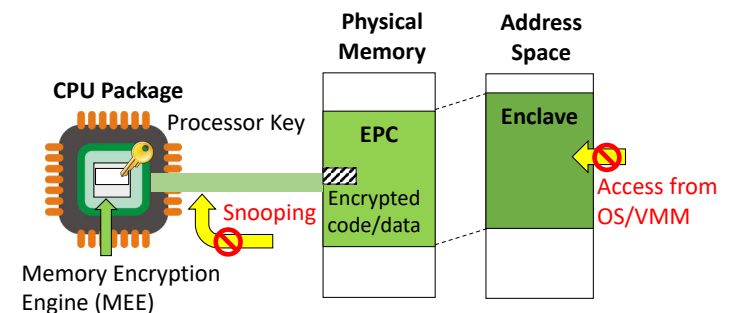 Physical
Memory
Address
Space
CPU Package
Processor Key
EPC
Enclave
Snooping
Encrypted
code/data
Access from
OS/VMM
Memory Encryption
Engine (MEE)